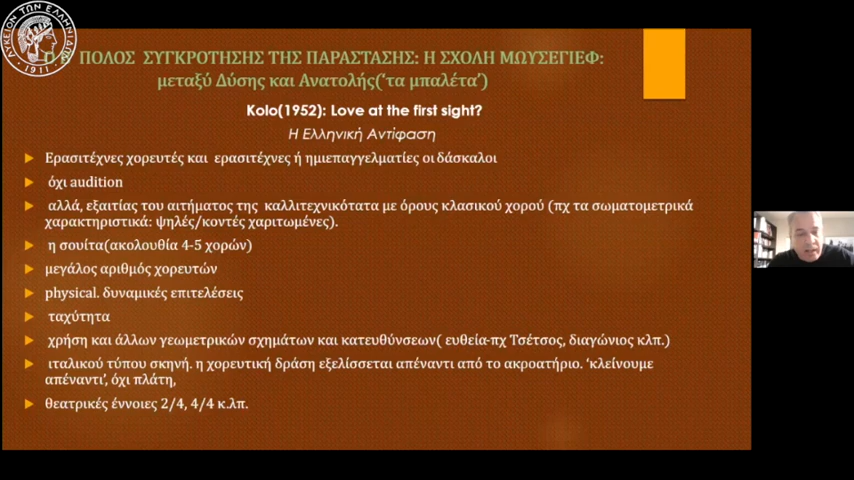 ΛΥΚΕΙΟΝ ΤΩΝ ΕΛΛΗΝΙΔΩΝ
1911
ΠΟΛΟΣ ΣΥΓΚΡΟΤΗΣΗΣ ΤΗΣ ΠΑΡΑΣΤΑΣΗΣ: Η ΣΧΟΛΗ ΜΩΥΣΕΓΙΕΦ:
μεταξύ Δύσης και Ανατολής('τα μπαλέτα')
Kolo(1952): Love at the first sight?
Η Ελληνική Αντίφαση
Ερασιτέχνες χορευτές και ερασιτέχνες ή ημιεπαγγελματίες οι δάσκαλοι
όχι audition
αλλά, εξαιτίας του αιτήματος της καλλιτεχνικότατα με όρους κλασικού χορού (πχ τα σωματομετρικά
χαρακτηριστικά: ψηλές/κοντές χαριτωμένες).
η σουίτα(ακολουθία 4-5 χορών)
μεγάλος αριθμός χορευτών
physical. δυναμικές επιτελέσεις
ταχύτητα
χρήση και άλλων γεωμετρικών σχημάτων και κατευθύνσεων( ευθεία-πχ Τσέτσος, διαγώνιος κλπ.)
ιταλικού τύπου σκηνή. η χορευτική δράση εξελίσσεται απέναντι από το ακροατήριο. 'κλείνουμε
απέναντι', όχι πλάτη,
θεατρικές έννοιες 2/4, 4/4 κ.λπ.